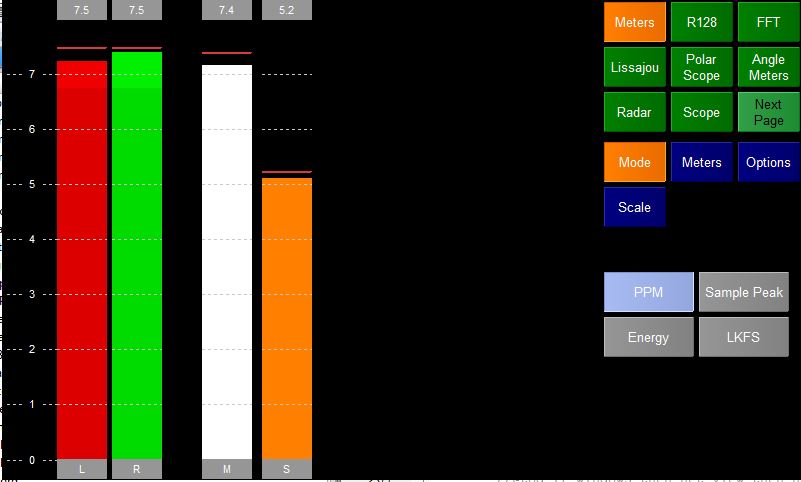 7.5 7.5 7.4 5.2
7
6
5
4
3
2
1
0
L R M S
Meters R128 FFT
Lissajou Polar Scope Angle Meters
Radar Scope Next Page
Mode Meters Options
Scale
PPM Sample Peak
Energy LKFS